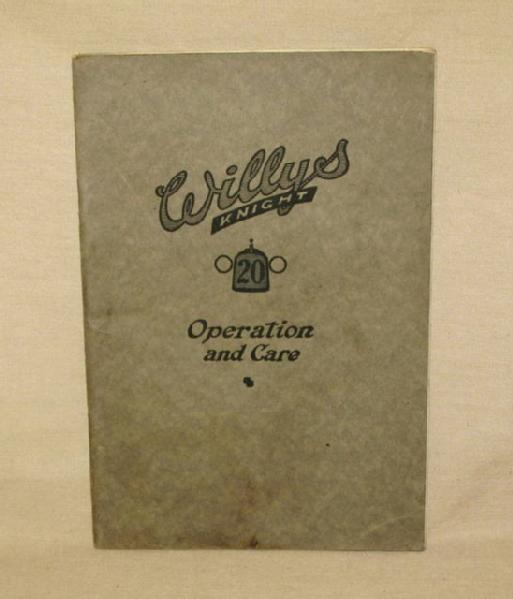 Willys
KNIGHT
20
Operation
and Care